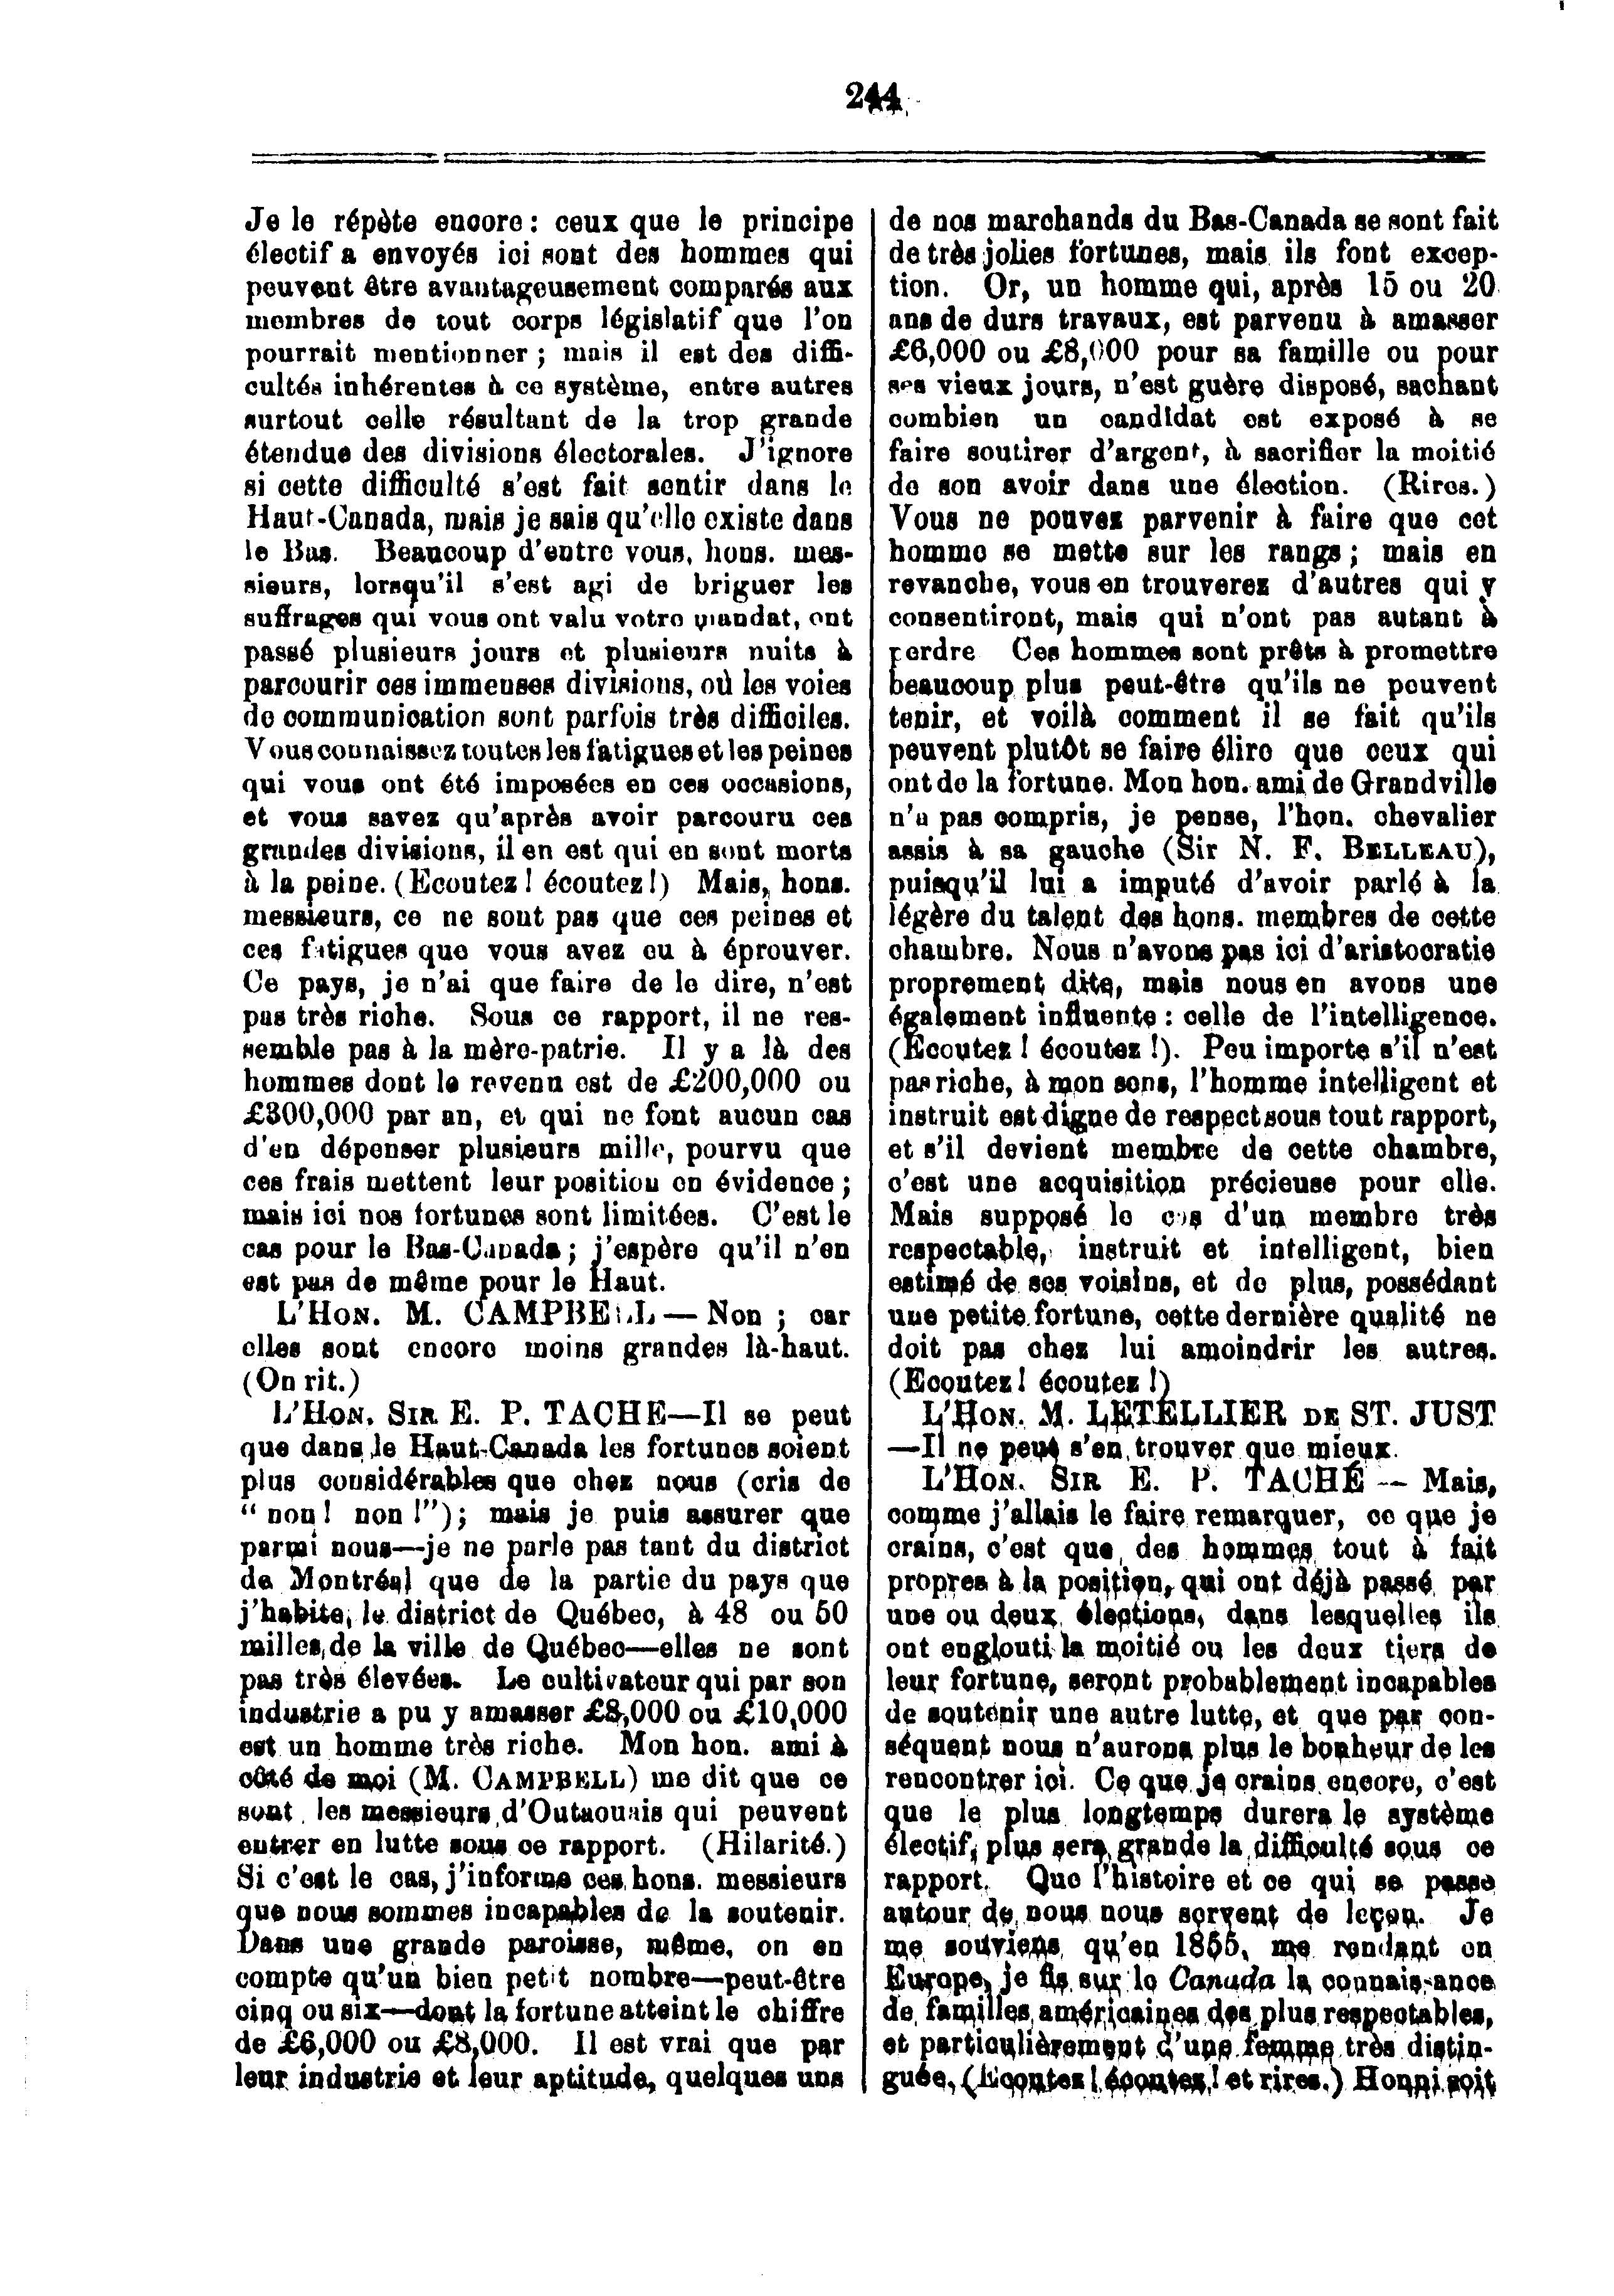 244
Je le répète encore : ceux que le principe
électif a envoyés ici sont des hommes qui
peuvent être avantageusement comparés aux
membres de tout corps législatif que l'on
pourrait mentionner ; mais il est des diffi-
cultés inhérentes à ce système, entre autres
surtout celle résultant de la trop grande
étendue des divisions électorales. J'ignore
si cette difficulté s'est fait sentir dans le
Haut-Canada, mais je sais qu'elle existe dans
le Bas. Beaucoup d'entre vous, hons. mes-
sieurs, lorsqu'il s'est agi de briguer les
suffrages qui vous ont valu votre mandat, ont
passé plusieurs jours et plusieurs nuits à
parcourir ces immenses divisions, où les voies
de communication sont parfois très difficiles.
Vous connaissez toutes les fatigues et les peines
qui vous ont été imposées en ces occasions,
et vous savez qu'après avoir parcouru ces
grandes divisions, il en est qui en sont morts
à la peine. (Ecoutez ! écoutez !) Mais, hons.
messieurs, ce ne sont pas que ces peines et
ces fatigues que vous avez eu à éprouver.
Ce pays, je n'ai que faire de le dire, n'est
pas très riche. Sous ce rapport, il ne res-
semble pas à la mère-patrie. Il y a là des
hommes dont le revenu est de £200,000 ou
£300,000 par an, et qui ne font aucun cas
d'en dépenser plusieurs mille, pourvu que
ces frais mettent leur position en évidence ;
mais ici nos fortunes sont limitées. C'est le
cas pour le Bas-Canada ; j'espère qu'il n'en
est pas de même pour le Haut.
L'HON. M. CAMPBELL — Non ; car
elles sont encore moins grandes là-haut.
(On rit.)
L'HON. SIR E. P. TACHE—Il se peut
que dans le Haut-Canada les fortunes soient
plus considérables que chez nous (cris de
" non ! non !") ; mais je puis assurer que
parmi nous—je ne parle pas tant du district
de Montréal que de la partie du pays que
j'habite, le district de Québec, à 48 ou 50
milles de la ville de Québec—elles ne sont
pas très élevées. Le cultivateur qui par son
industrie a pu y amasser £8,000 ou £10,000
est un homme très riche. Mon hon. ami à
côté de moi (M. CAMPBELL) me dit que ce
sont les messieurs d'Outaouais qui peuvent
entrer en lutte sous ce rapport. (Hilarité.)
Si c'est le cas, j'informe ces hons. messieurs
que nous sommes incapables de la soutenir.
Dans une grande paroisse, même, on en
compte qu'un bien petit nombre—peut-être
cinq ou six—dont la fortune atteint le chiffre
de £6,000 ou £8,000. Il est vrai que par
leur industrie et leur aptitude, quelques uns
de nos marchands du Bas-Canada se sont fait
de très jolies fortunes, mais ils font excep-
tion. Or, un homme qui, après 15 ou 20
ans de durs travaux, est parvenu à amasser
£6,000 ou £8,000 pour sa famille ou pour
ses vieux jours, n'est guère disposé, sachant
combien un candidat est exposé à se
faire soutirer d'argent, à sacrifier la moitié
de son avoir dans une élection. (Rires.)
Vous ne pouvez parvenir à faire que cet
homme se mette sur les rangs ; mais en
revanche, vous en trouverez d'autres qui y
consentiront, mais qui n'ont pas autant à
perdre Ces hommes sont prêts à promettre
beaucoup plus peut-être qu'ils ne peuvent
tenir, et voilà comment il se fait qu'ils
peuvent plutôt se faire élire que ceux qui
ont de la fortune. Mon hon. ami de Grandville
n'a pas compris, je pense, l'hon. chevalier
assis à sa gauche (Sir N. F. BELLEAU),
puisqu'il lui a imputé d'avoir parlé à la
légère du talent des hons. membres de cette
chambre. Nous n'avons pas ici d'aristocratie
proprement dite, mais nous en avons une
également influente : celle de l'intelligence.
(Ecoutez ! écoutez !). Peu importe s'il n'est
pas riche, à mon sens, l'homme intelligent et
instruit est digne de respect sous tout rapport,
et s'il devient membre de cette chambre,
c'est une acquisition précieuse pour elle.
Mais supposé le cas d'un membre très
respectable, instruit et intelligent, bien
estimé de ses voisins, et de plus, possédant
une petite fortune, cette dernière qualité ne
doit pas chez lui amoindrir les autres.
(Ecoutez ! écoutez !)
L'HON. M. LETELLIER DE ST. JUST
—Il ne peut s'en trouver que mieux.
L'HON. SIR E. P. TACHÉ — Mais,
comme j'allais le faire remarquer, ce que je
crains, c'est que des hommes tout à fait
propres à la position, qui ont déjà passé par
une ou deux élections, dans lesquelles ils
ont englouti la moitié ou les deux tiers de
leur fortune, seront probablement incapables
de soutenir une autre lutte, et que par con-
séquent nous n'aurons plus le bonheur de les
rencontrer ici. Ce que je crains encore, c'est
que le plus longtemps durera le système
électif, plus sera grande la difficulté sous ce
rapport. Que l'histoire et ce qui se passe
autour de nous nous servent de leçon. Je
me souviens qu'en 1855, me rendant en
Europe, je fis sur le Canada la connaissance
de familles américaines des plus respectables,
et particulièrement d'une femme très distin-
guée, (Ecoutez ! écoutez ! et rires.) Honni soit